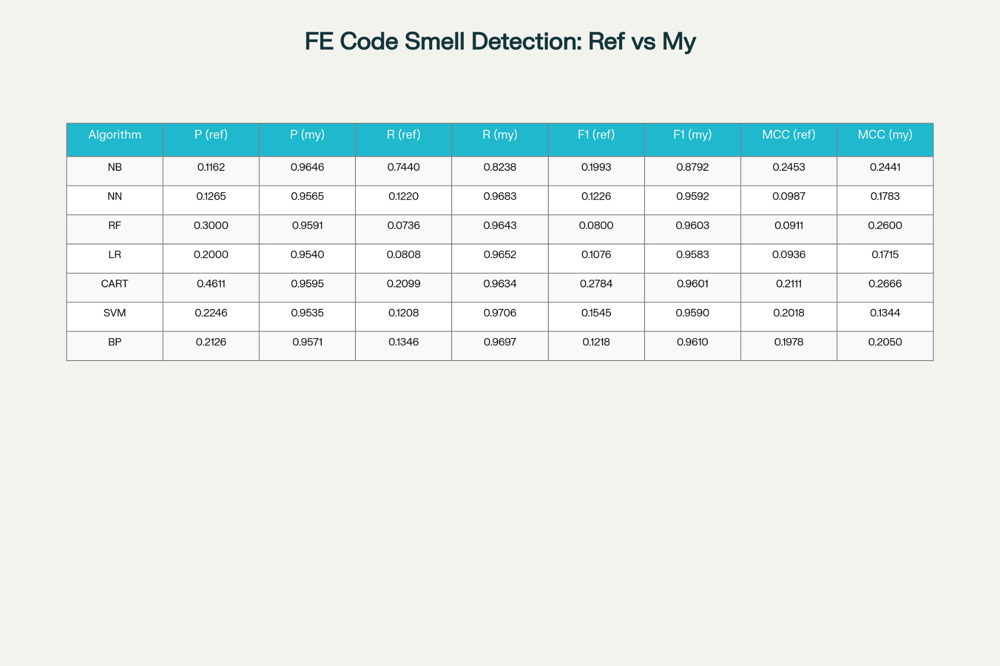 FE Code Smell Detection: Ref vs My
Algorithm P (ref) P (my) R (ref) R (my) F1 (ref) F1 (my) MCC (ref) MCC (my)
NB 0.1162 0.9646 0.7440 0.8238 0.1993 0.8792 0.2453 0.2441
NN 0.1265 0.9565 0.1220 0.9683 0.1226 0.9592 0.0987 0.1783
RF 0.3000 0.9591 0.0736 0.9643 0.0800 0.9603 0.0911 0.2600
LR 0.2000 0.9540 0.0808 0.9652 0.1076 0.9583 0.0936 0.1715
CART 0.4611 0.9595 0.2099 0.9634 0.2784 0.9601 0.2111 0.2666
SVM 0.2246 0.9535 0.1208 0.9706 0.1545 0.9590 0.2018 0.1344
BP 0.2126 0.9571 0.1346 0.9697 0.1218 0.9610 0.1978 0.2050